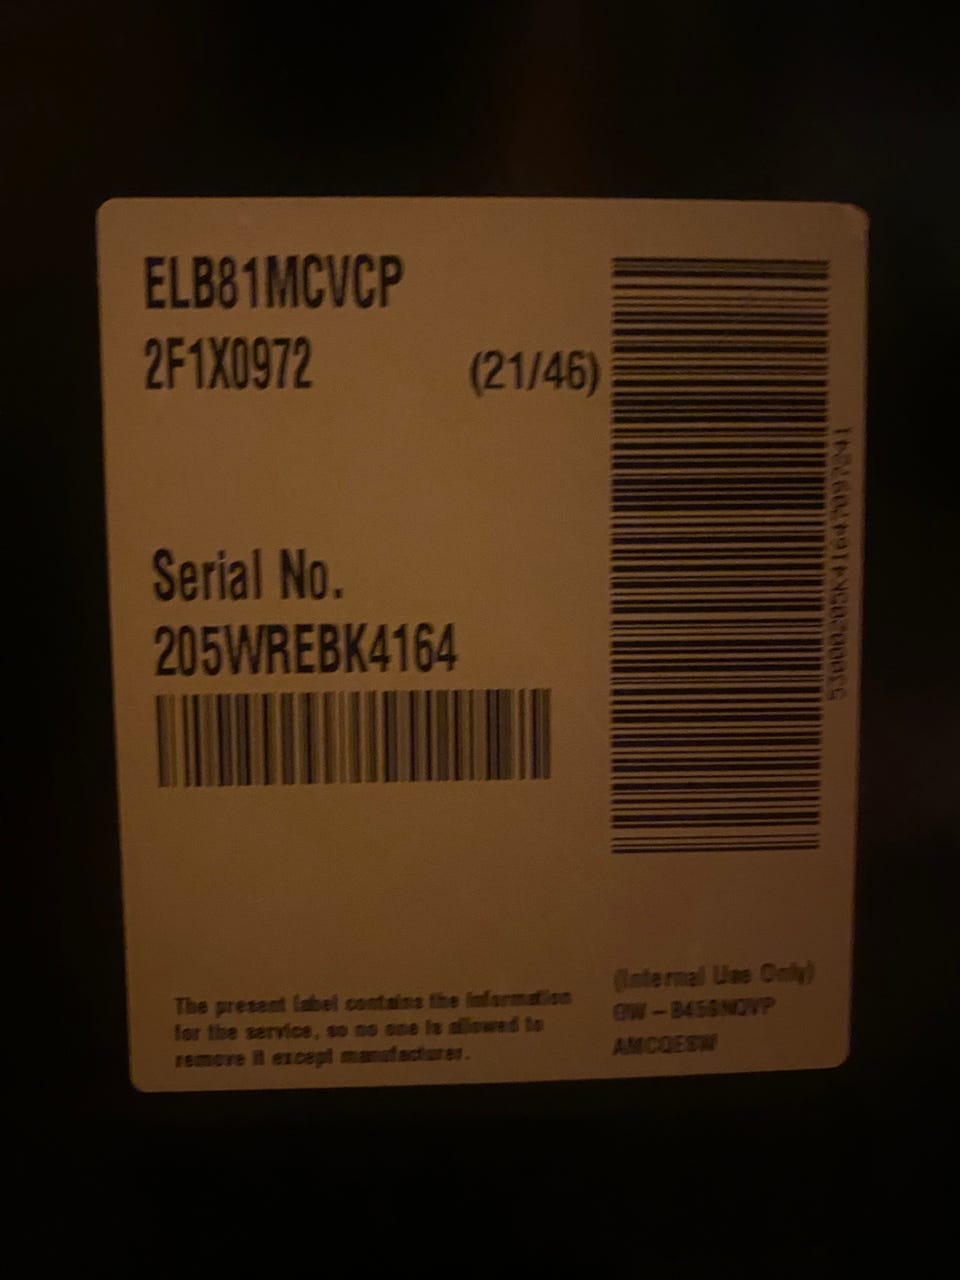 ELB81MCVCP
2F1X0972 (21/46)
Serial No.
205WREBK4164
The present label contains the information
for the service, so no one is allowed to
remove it except manufacturer.
(Internal Use Only)
AMCQESW